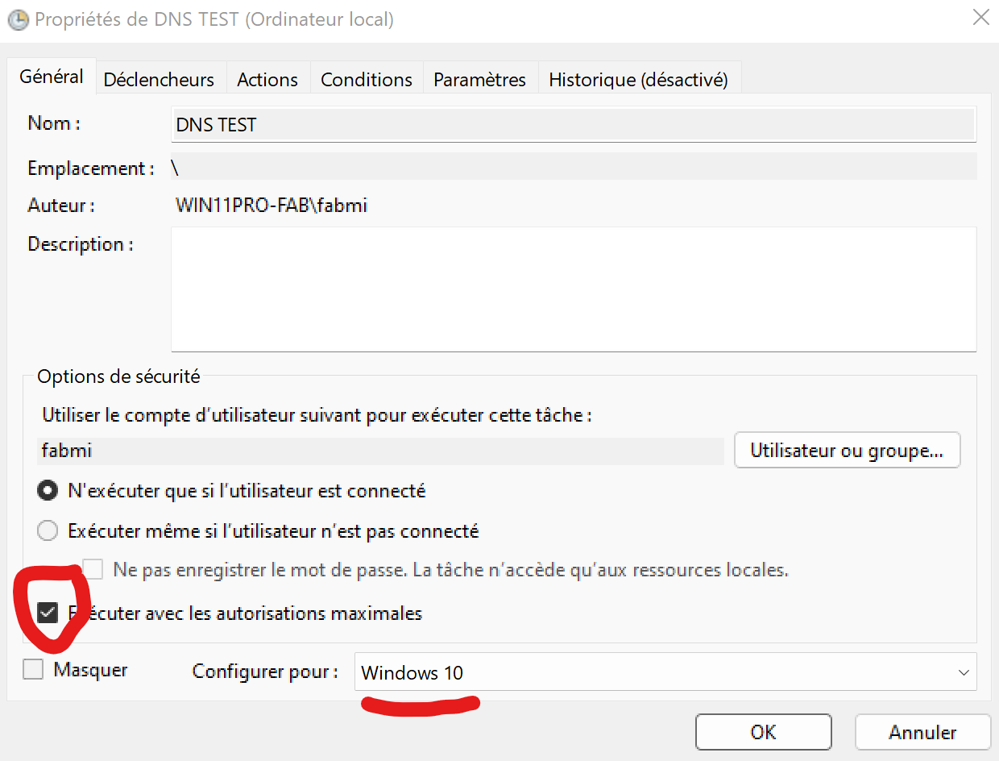 Propriétés de DNS TEST (Ordinateur local)
Général Déclencheurs Actions Conditions Paramètres Historique (désactivé)
Nom : DNS TEST
Emplacement : \
Auteur : WIN11PRO-FAB\fabmi
Description :
Options de sécurité
Utiliser le compte d'utilisateur suivant pour exécuter cette tâche :
fabmi Utilisateur ou groupe...
N'exécuter que si l'utilisateur est connecté
Exécuter même si l'utilisateur n'est pas connecté
Ne pas enregistrer le mot de passe. La tâche n'accède qu'aux ressources locales.
Exécuter avec les autorisations maximales
Masquer Configurer pour : Windows 10
OK Annuler